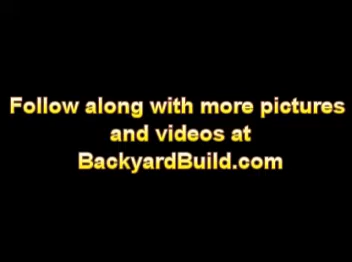 Follow along with more pictures
and videos at
BackyardBuild.com